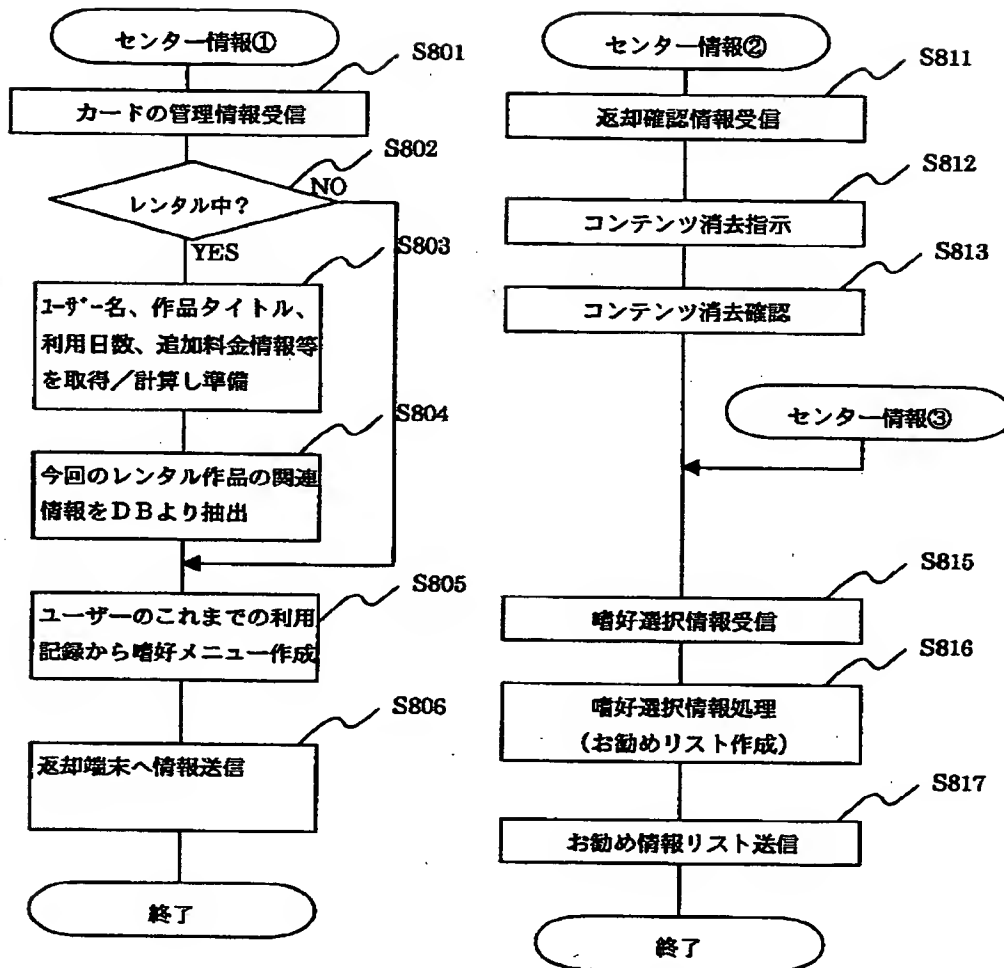 センター情報①
S801
カードの管理情報受信
S802
レンタル中?
NO
YES
S803
ユーザー名、作品タイトル、
利用日数、追加料金情報等
を取得/計算し準備
S804
今回のレンタル作品の関連
情報をDBより抽出
S805
ユーザーのこれまでの利用
記録から嗜好メニュー作成
S806
返却端末へ情報送信
終了
センター情報②
S811
返却確認情報受信
S812
コンテンツ消去指示
S813
コンテンツ消去確認
センター情報③
S815
嗜好選択情報受信
S816
嗜好選択情報処理
(お勧めリスト作成)
S817
お勧め情報リスト送信
終了